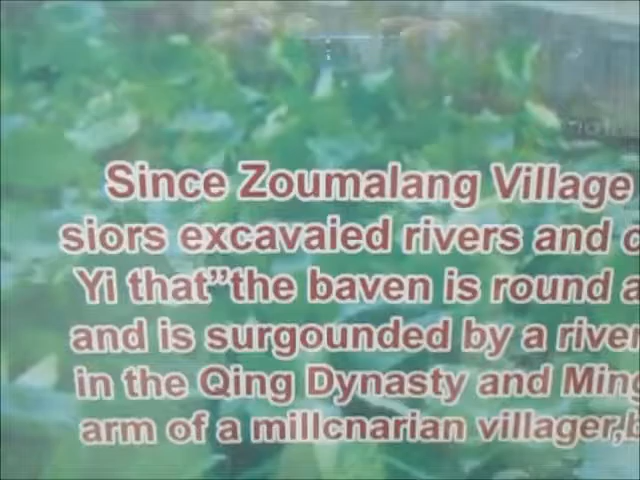 Since Zoumalang Village
siors excavaied rivers and
Yi that”the baven is round a
and is surgounded by a river
in the Qing Dynasty and Ming
arm of a millcnarian villager,